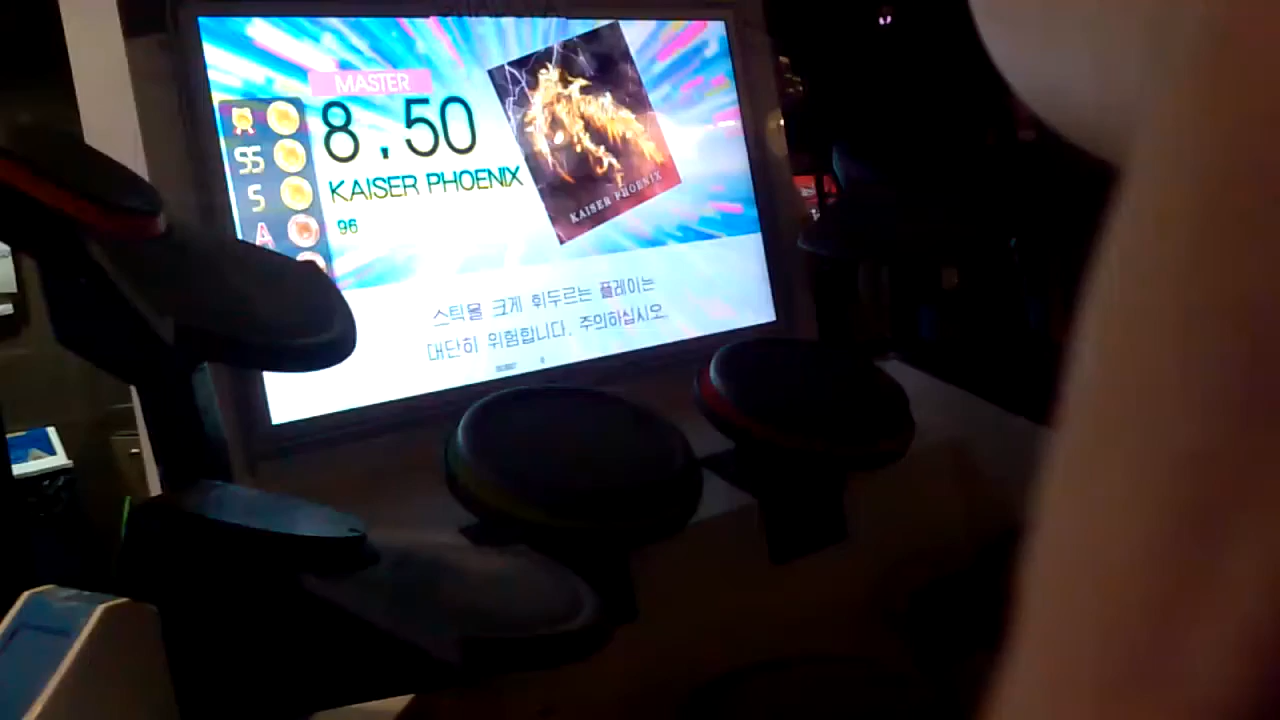 MASTER
8.50
KAISER PHOENIX
96
SS
S
A
KAISER PHOENIX
스틱을 크게 휘두르는 플레이는
대단히 위험합니다. 주의하십시오.